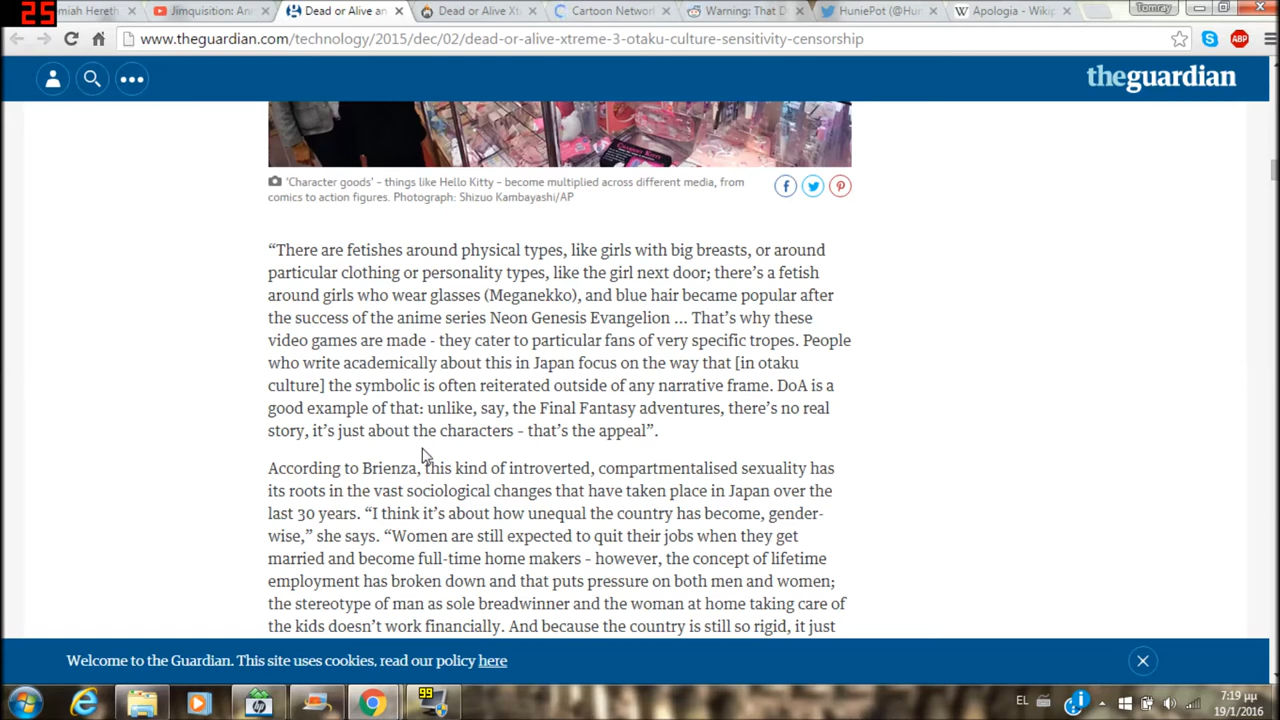 25
miah Hereth
Jimquisition: An
Dead or Alive an
Dead or Alive Xt
Cartoon Network
Warning: That D
HuniePot (@Hun
Apologia - Wikip
Tomray
www.theguardian.com/technology/2015/dec/02/dead-or-alive-xtreme-3-otaku-culture-sensitivity-censorship
ABP
theguardian
'Character goods' – things like Hello Kitty – become multiplied across different media, from
comics to action figures. Photograph: Shizuo Kambayashi/AP
“There are fetishes around physical types, like girls with big breasts, or around
particular clothing or personality types, like the girl next door; there’s a fetish
around girls who wear glasses (Meganekko), and blue hair became popular after
the success of the anime series Neon Genesis Evangelion ... That’s why these
video games are made - they cater to particular fans of very specific tropes. People
who write academically about this in Japan focus on the way that [in otaku
culture] the symbolic is often reiterated outside of any narrative frame. DoA is a
good example of that: unlike, say, the Final Fantasy adventures, there’s no real
story, it’s just about the characters – that’s the appeal”.
According to Brienza, this kind of introverted, compartmentalised sexuality has
its roots in the vast sociological changes that have taken place in Japan over the
last 30 years. “I think it’s about how unequal the country has become, gender-
wise,” she says. “Women are still expected to quit their jobs when they get
married and become full-time home makers – however, the concept of lifetime
employment has broken down and that puts pressure on both men and women;
the stereotype of man as sole breadwinner and the woman at home taking care of
the kids doesn’t work financially. And because the country is still so rigid, it just
Welcome to the Guardian. This site uses cookies, read our policy here
99
EL
7:19 μμ
19/1/2016